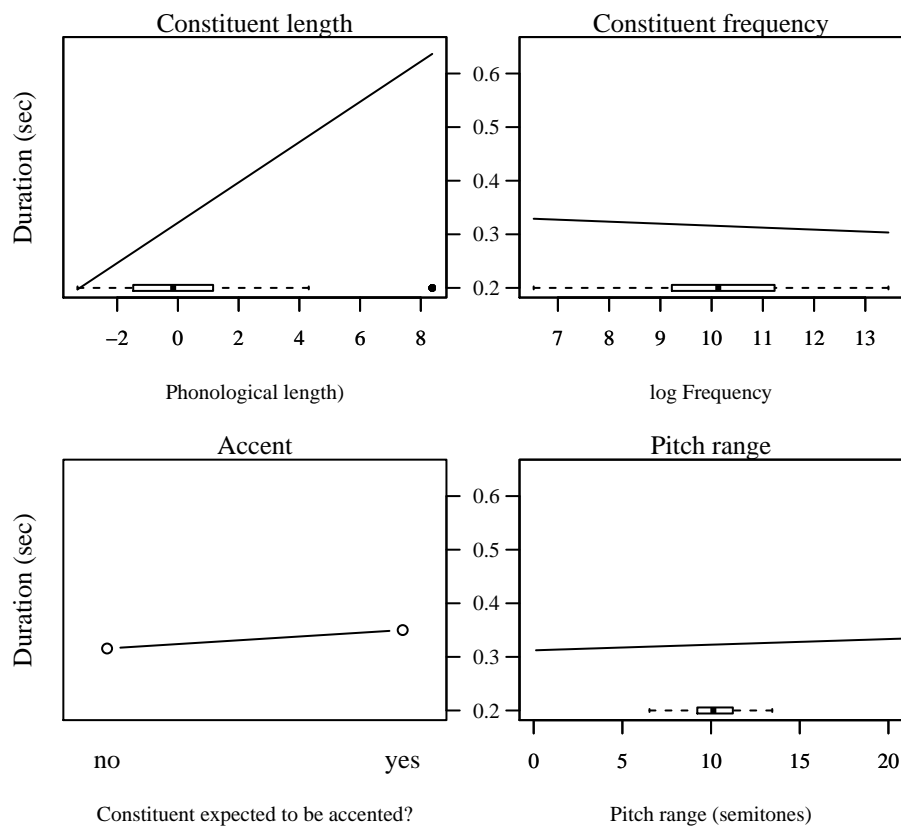 Constituent length
Constituent frequency
Duration (sec)
0.6
0.5
0.4
0.3
0.2
−2 0 2 4 6 8
7 8 9 10 11 12 13
Phonological length)
log Frequency
Accent
Pitch range
Duration (sec)
0.6
0.5
0.4
0.3
0.2
no yes
0 5 10 15 20
Constituent expected to be accented?
Pitch range (semitones)